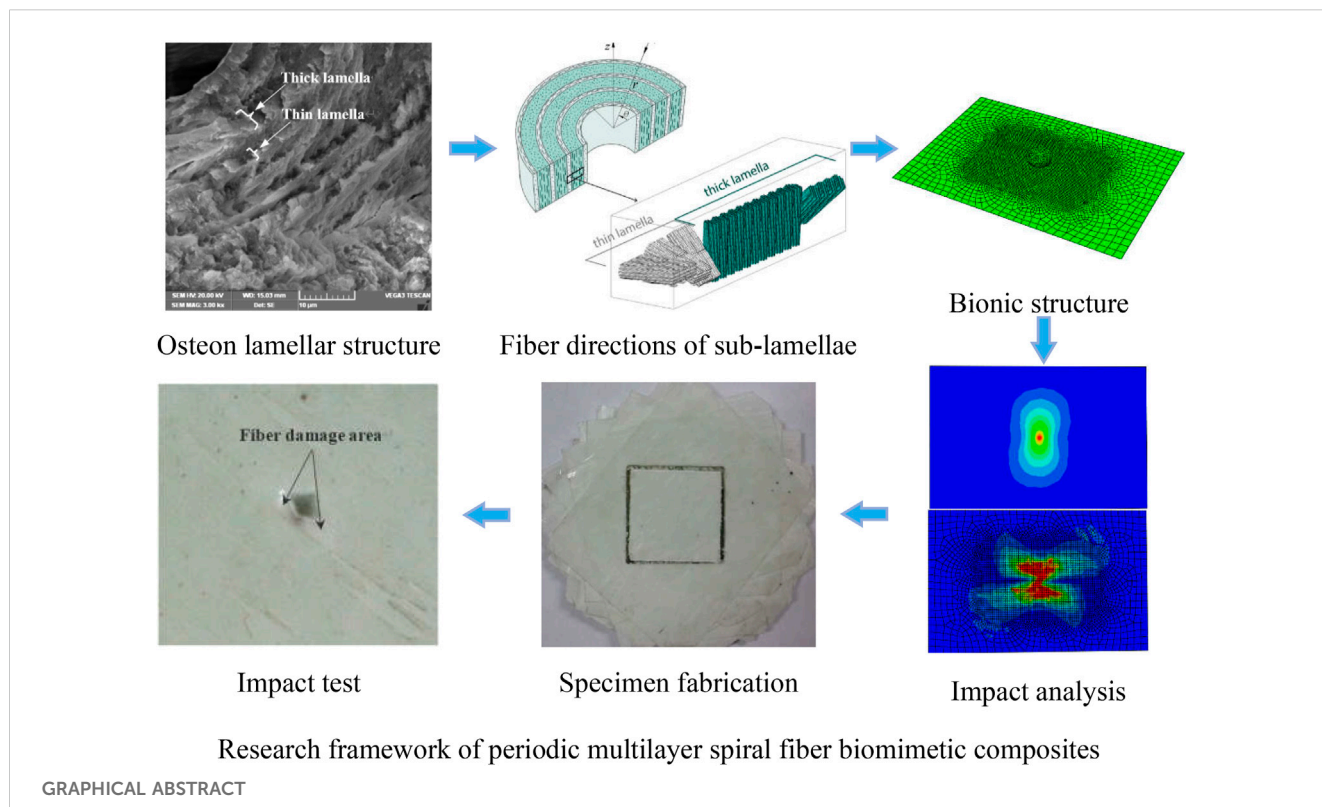 Thick lamella
Thin lamella
SEM HV: 20.00 kV
WD: 15.03 mm
VEGA3 TESCAN
SEM MAG: 3.00 kx
Det: SE
10 µm
z
r
thick lamella
thin lamella
Osteon lamellar structure
Fiber directions of sub-lamellae
Bionic structure
Fiber damage area
Impact test
Specimen fabrication
Impact analysis
Research framework of periodic multilayer spiral fiber biomimetic composites
GRAPHICAL ABSTRACT